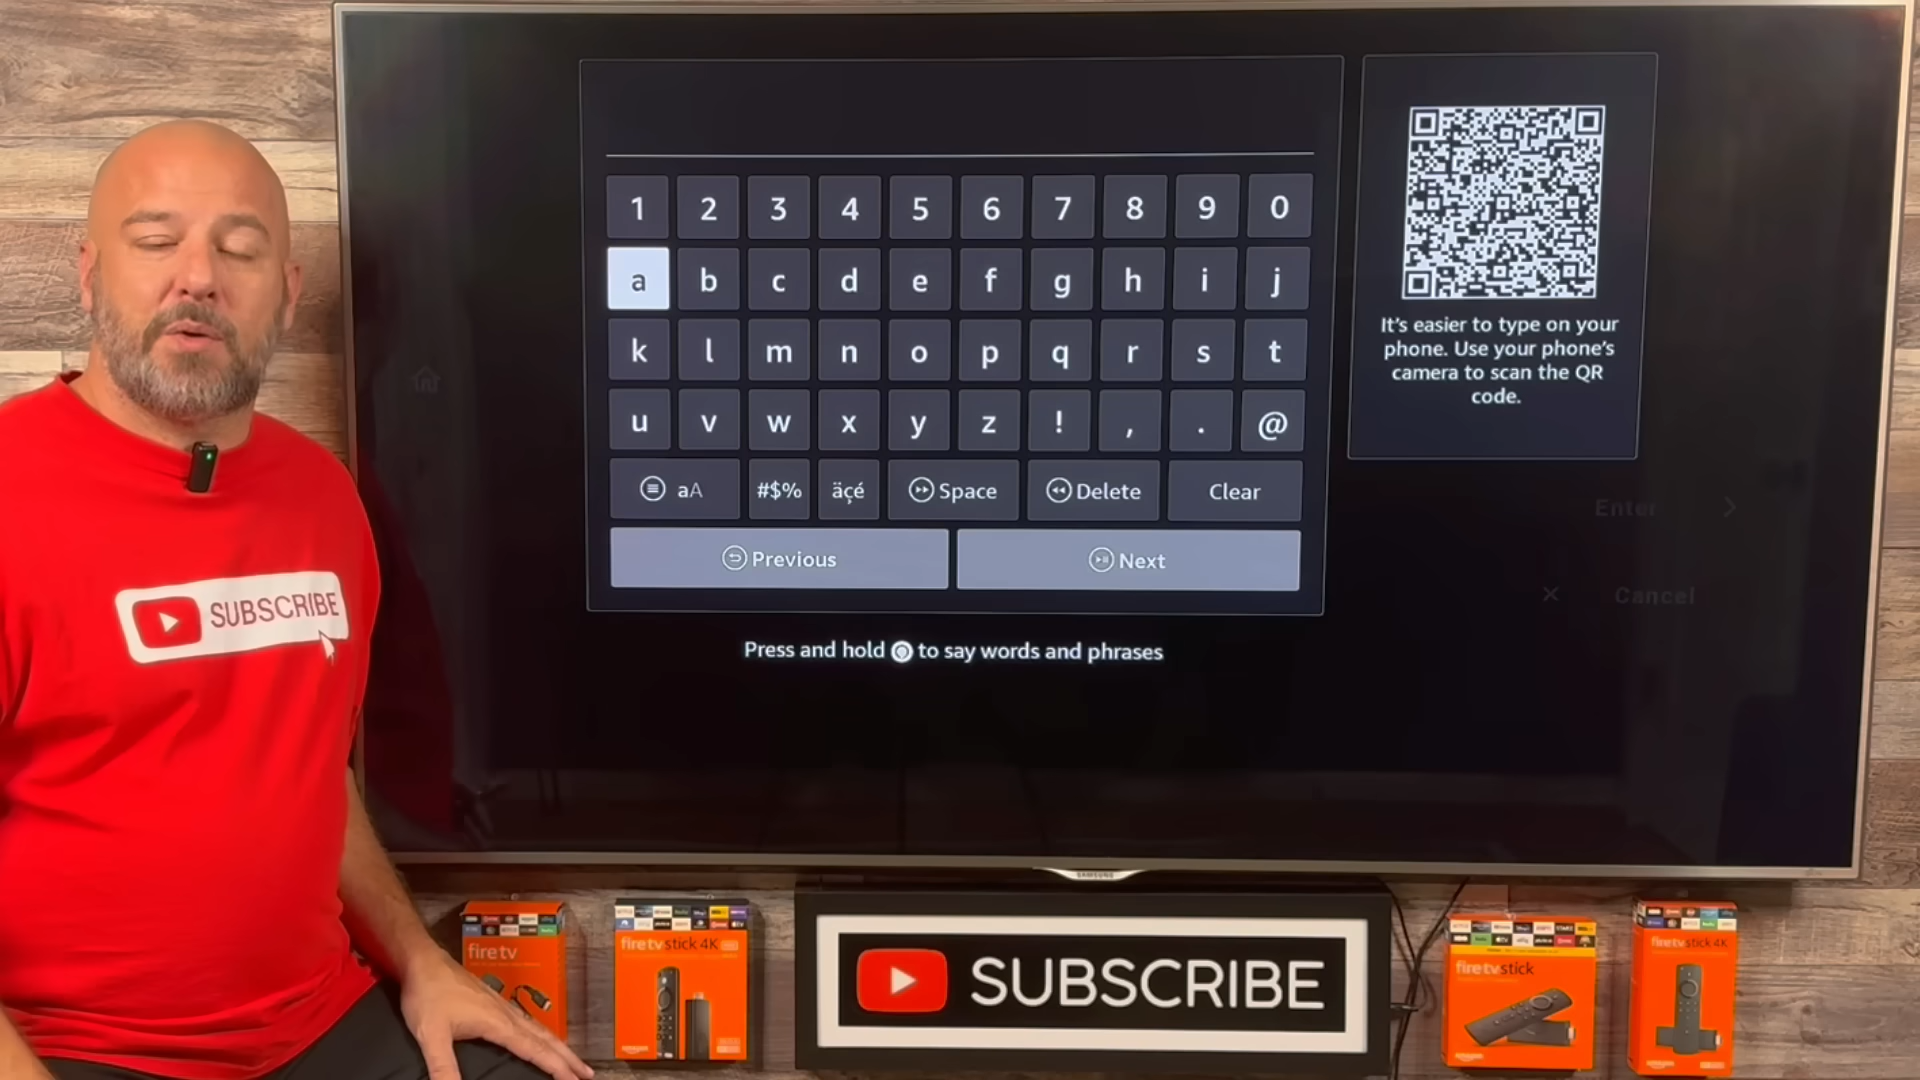 1 2 3 4 5 6 7 8 9 0
a b c d e f g h i j
k l m n o p q r s t
u v w x y z ! , . @
aA #$% äçé Space Delete Clear
Previous Next
Press and hold to say words and phrases
It's easier to type on your
phone. Use your phone's
camera to scan the QR
code.
Enter
Cancel
SUBSCRIBE
SAMSUNG
fire tv
fire tv stick 4K
SUBSCRIBE
fire tv stick
fire tv stick 4K